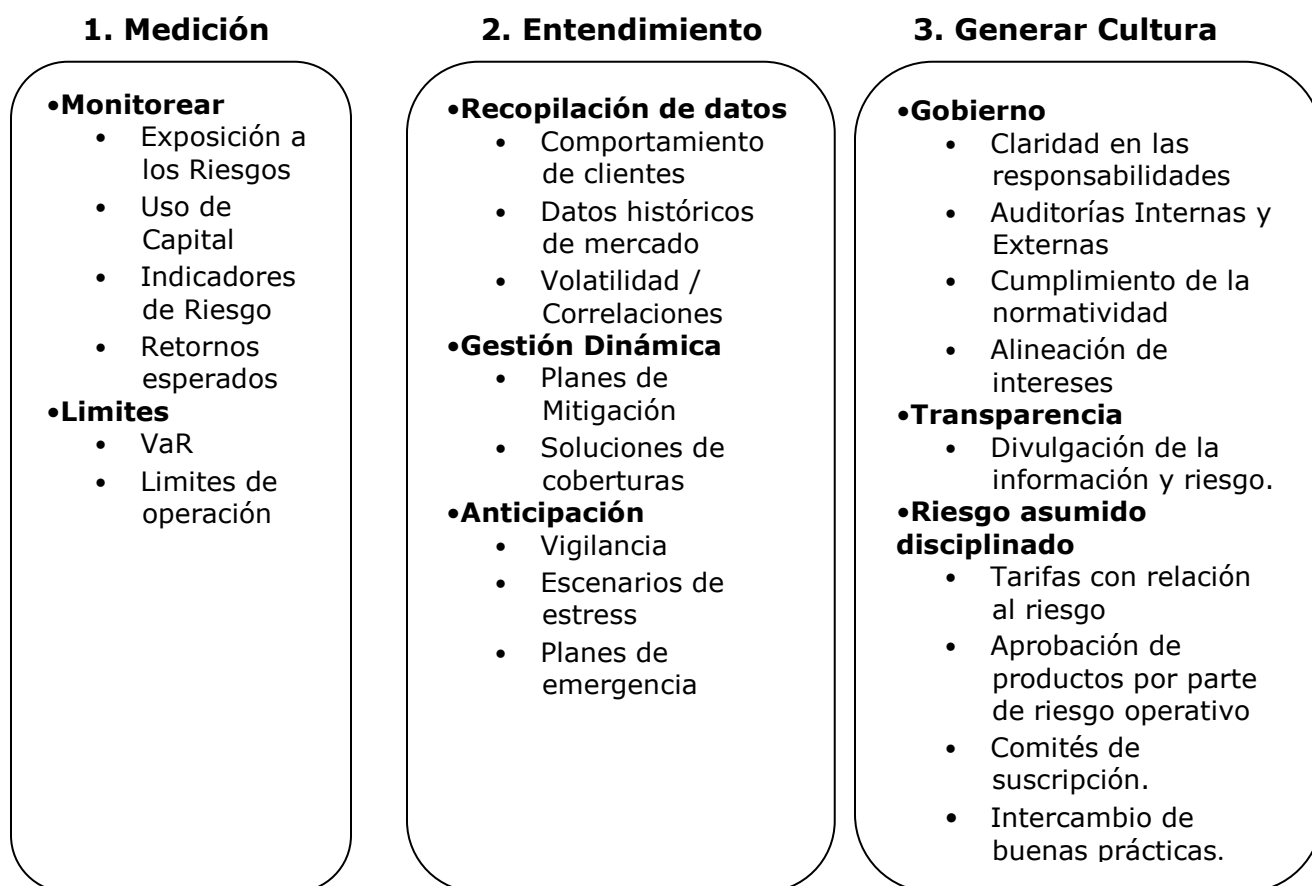 1. Medición
•Monitorear
• Exposición a
los Riesgos
• Uso de
Capital
• Indicadores
de Riesgo
• Retornos
esperados
•Limites
• VaR
• Limites de
operación
2. Entendimiento
•Recopilación de datos
• Comportamiento
de clientes
• Datos históricos
de mercado
• Volatilidad /
Correlaciones
•Gestión Dinámica
• Planes de
Mitigación
• Soluciones de
coberturas
•Anticipación
• Vigilancia
• Escenarios de
estress
• Planes de
emergencia
3. Generar Cultura
•Gobierno
• Claridad en las
responsabilidades
• Auditorías Internas y
Externas
• Cumplimiento de la
normatividad
• Alineación de
intereses
•Transparencia
• Divulgación de la
información y riesgo.
•Riesgo asumido
disciplinado
• Tarifas con relación
al riesgo
• Aprobación de
productos por parte
de riesgo operativo
• Comités de
suscripción.
• Intercambio de
buenas prácticas.